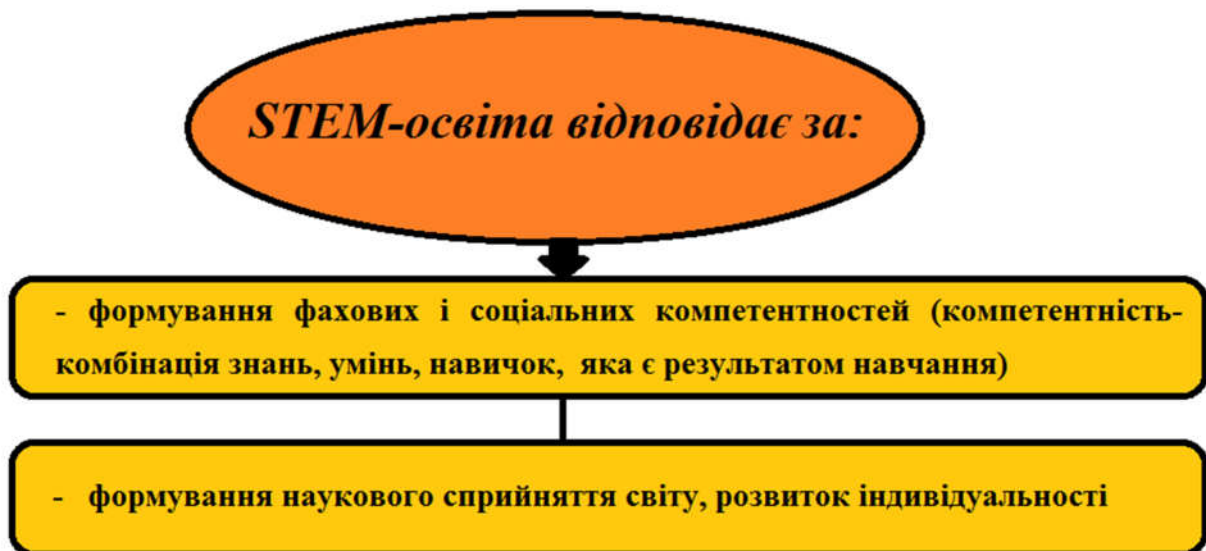 STEM-освіта відповідає за:
- формування фахових і соціальних компетентностей (компетентність-
комбінація знань, умінь, навичок, яка є результатом навчання)
- формування наукового сприйняття світу, розвиток індивідуальності